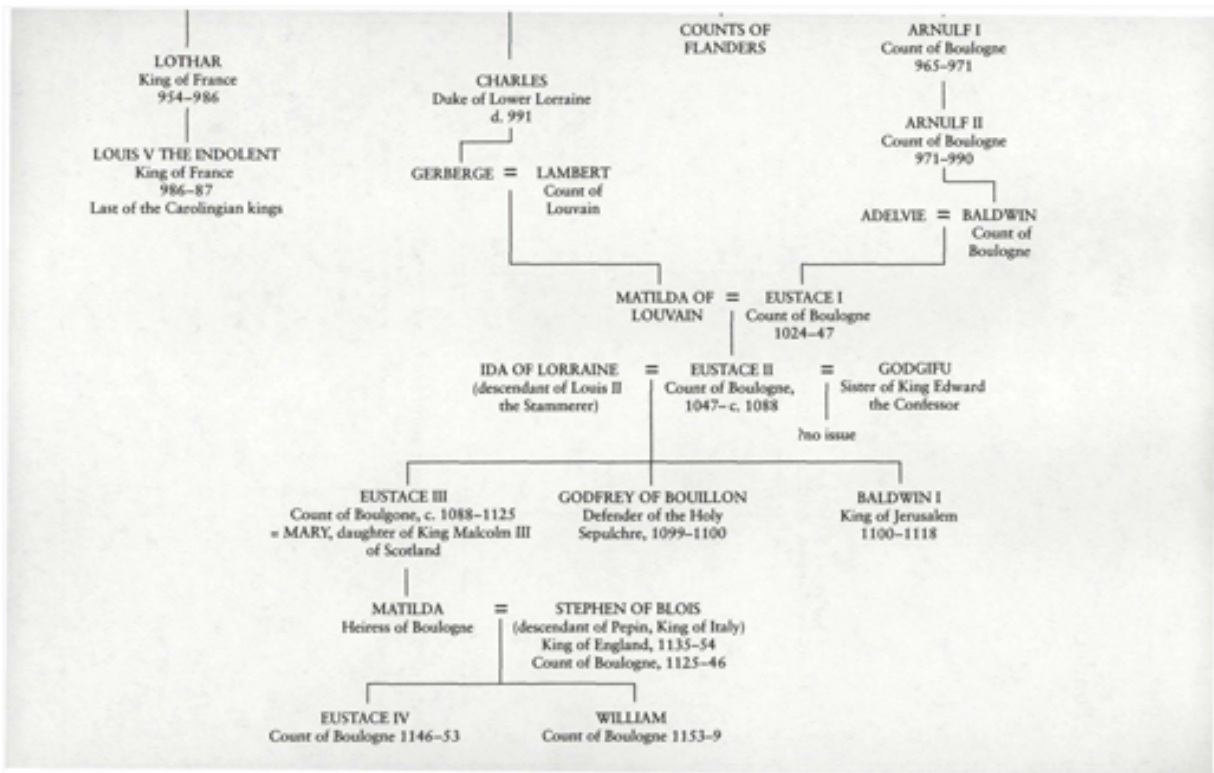 COUNTS OF
FLANDERS
ARNULF I
Count of Boulogne
965–971
LOTHAR
King of France
954–986
CHARLES
Duke of Lower Lorraine
d. 991
ARNULF II
Count of Boulogne
971–990
LOUIS V THE INDOLENT
King of France
986–87
Last of the Carolingian kings
GERBERGE = LAMBERT
Count of
Louvain
ADELVIE = BALDWIN
Count of
Boulogne
MATILDA OF
LOUVAIN
=
EUSTACE I
Count of Boulogne
1024–47
IDA OF LORRAINE
(descendant of Louis II
the Stammerer)
=
EUSTACE II
Count of Boulogne,
1047– c. 1088
=
GODGIFU
Sister of King Edward
the Confessor
?no issue
EUSTACE III
Count of Boulgone, c. 1088–1125
= MARY, daughter of King Malcolm III
of Scotland
GODFREY OF BOUILLON
Defender of the Holy
Sepulchre, 1099–1100
BALDWIN I
King of Jerusalem
1100–1118
MATILDA
Heiress of Boulogne
=
STEPHEN OF BLOIS
(descendant of Pepin, King of Italy)
King of England, 1135–54
Count of Boulogne, 1125–46
EUSTACE IV
Count of Boulogne 1146–53
WILLIAM
Count of Boulogne 1153–9